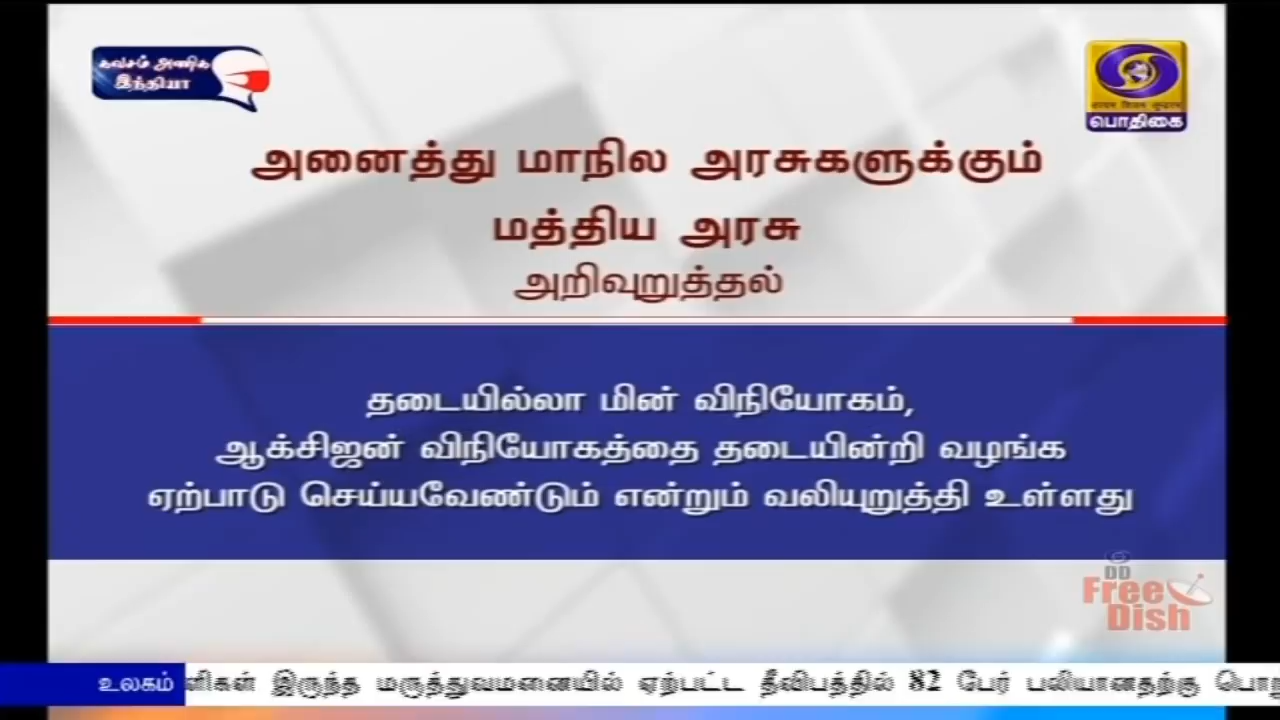 கவசம் அணிக
இந்தியா
பொதிகை
அனைத்து மாநில அரசுகளுக்கும்
மத்திய அரசு
அறிவுறுத்தல்
தடையில்லா மின் விநியோகம்,
ஆக்சிஜன் விநியோகத்தை தடையின்றி வழங்க
ஏற்பாடு செய்யவேண்டும் என்றும் வலியுறுத்தி உள்ளது
DD
Free
Dish
உலகம் ளிகள் இருந்த மருத்துவமனையில் ஏற்பட்ட தீவிபத்தில் 82 பேர் பலியானதற்கு பொறு